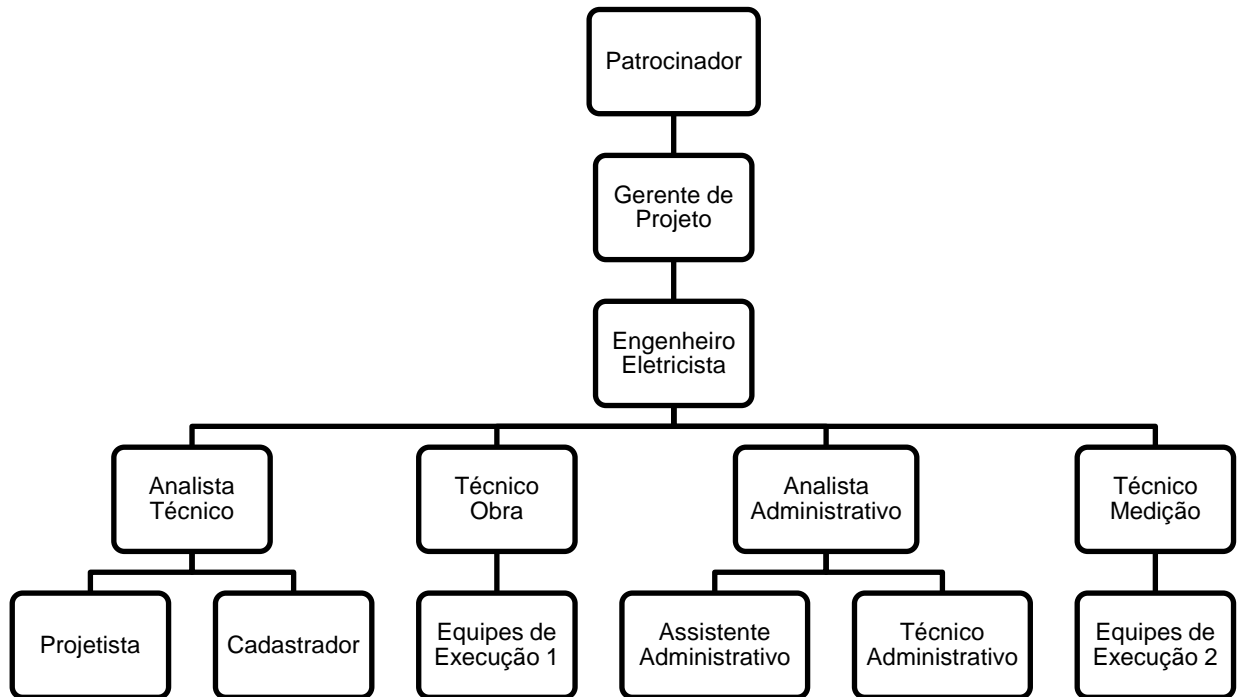 Patrocinador
Gerente de
Projeto
Engenheiro
Eletricista
Analista
Técnico
Técnico
Obra
Analista
Administrativo
Técnico
Medição
Projetista
Cadastrador
Equipes de
Execução 1
Assistente
Administrativo
Técnico
Administrativo
Equipes de
Execução 2